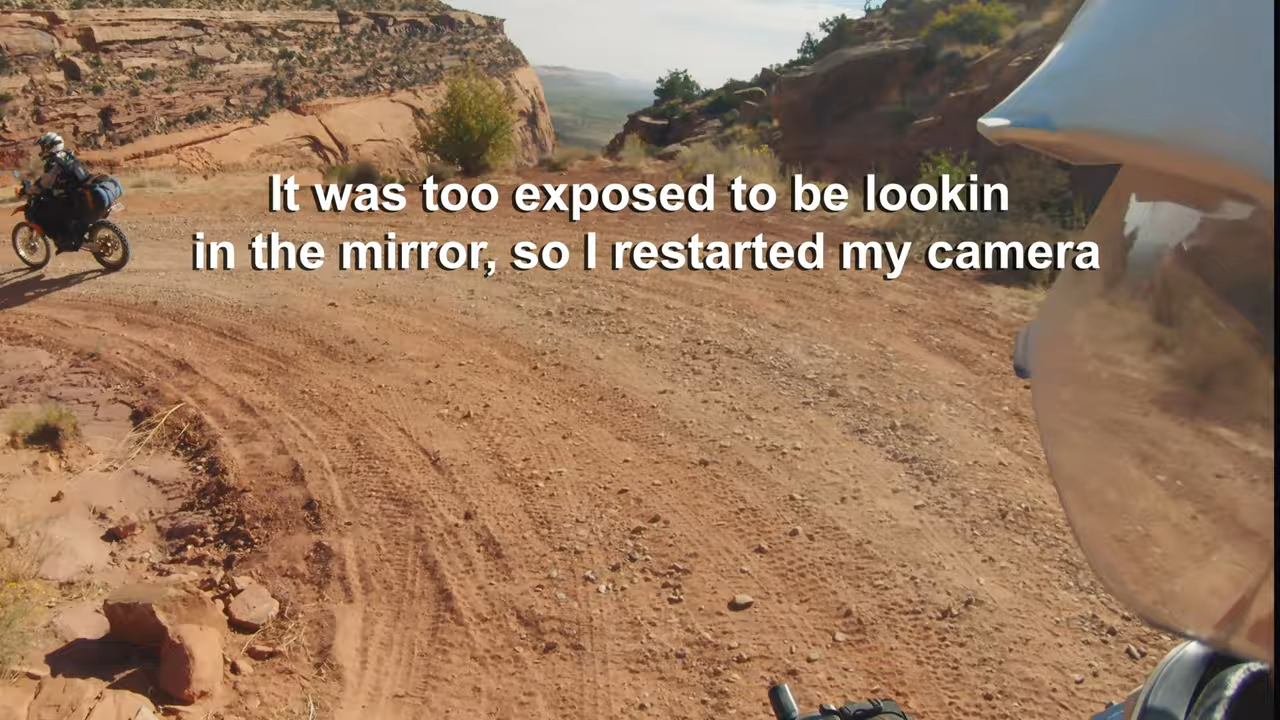 It was too exposed to be lookin
in the mirror, so I restarted my camera